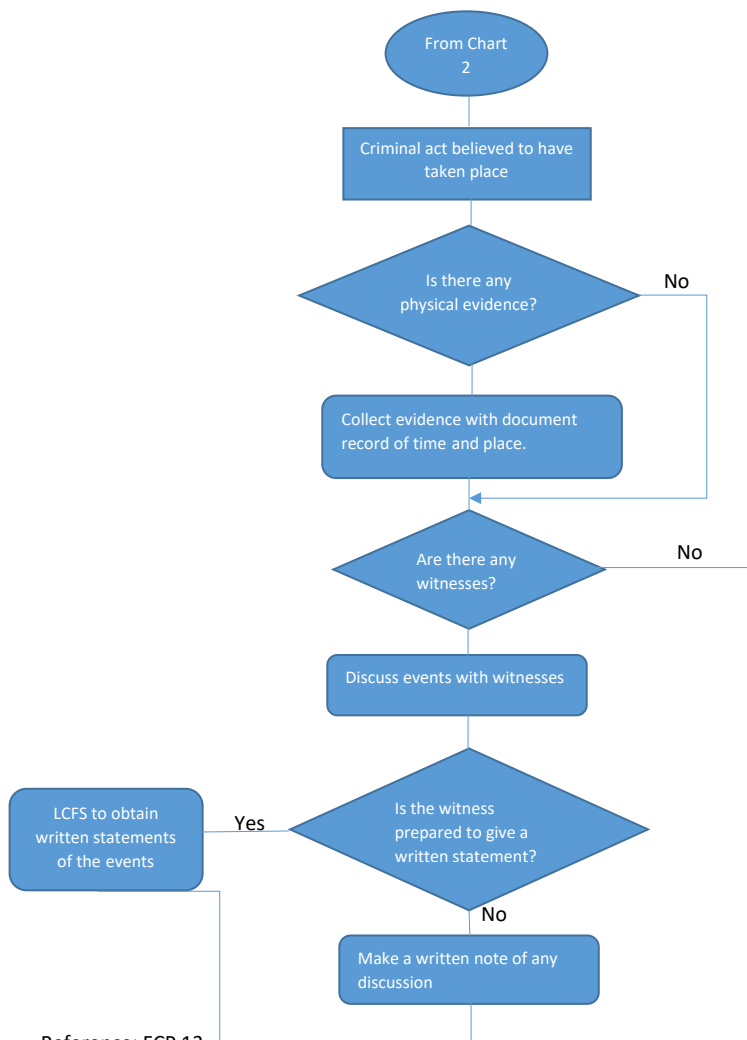 From Chart
2
Criminal act believed to have
taken place
Is there any
physical evidence?
No
Collect evidence with document
record of time and place.
Are there any
witnesses?
No
Discuss events with witnesses
LCFS to obtain
written statements
of the events
Yes
Is the witness
prepared to give a
written statement?
No
Make a written note of any
discussion